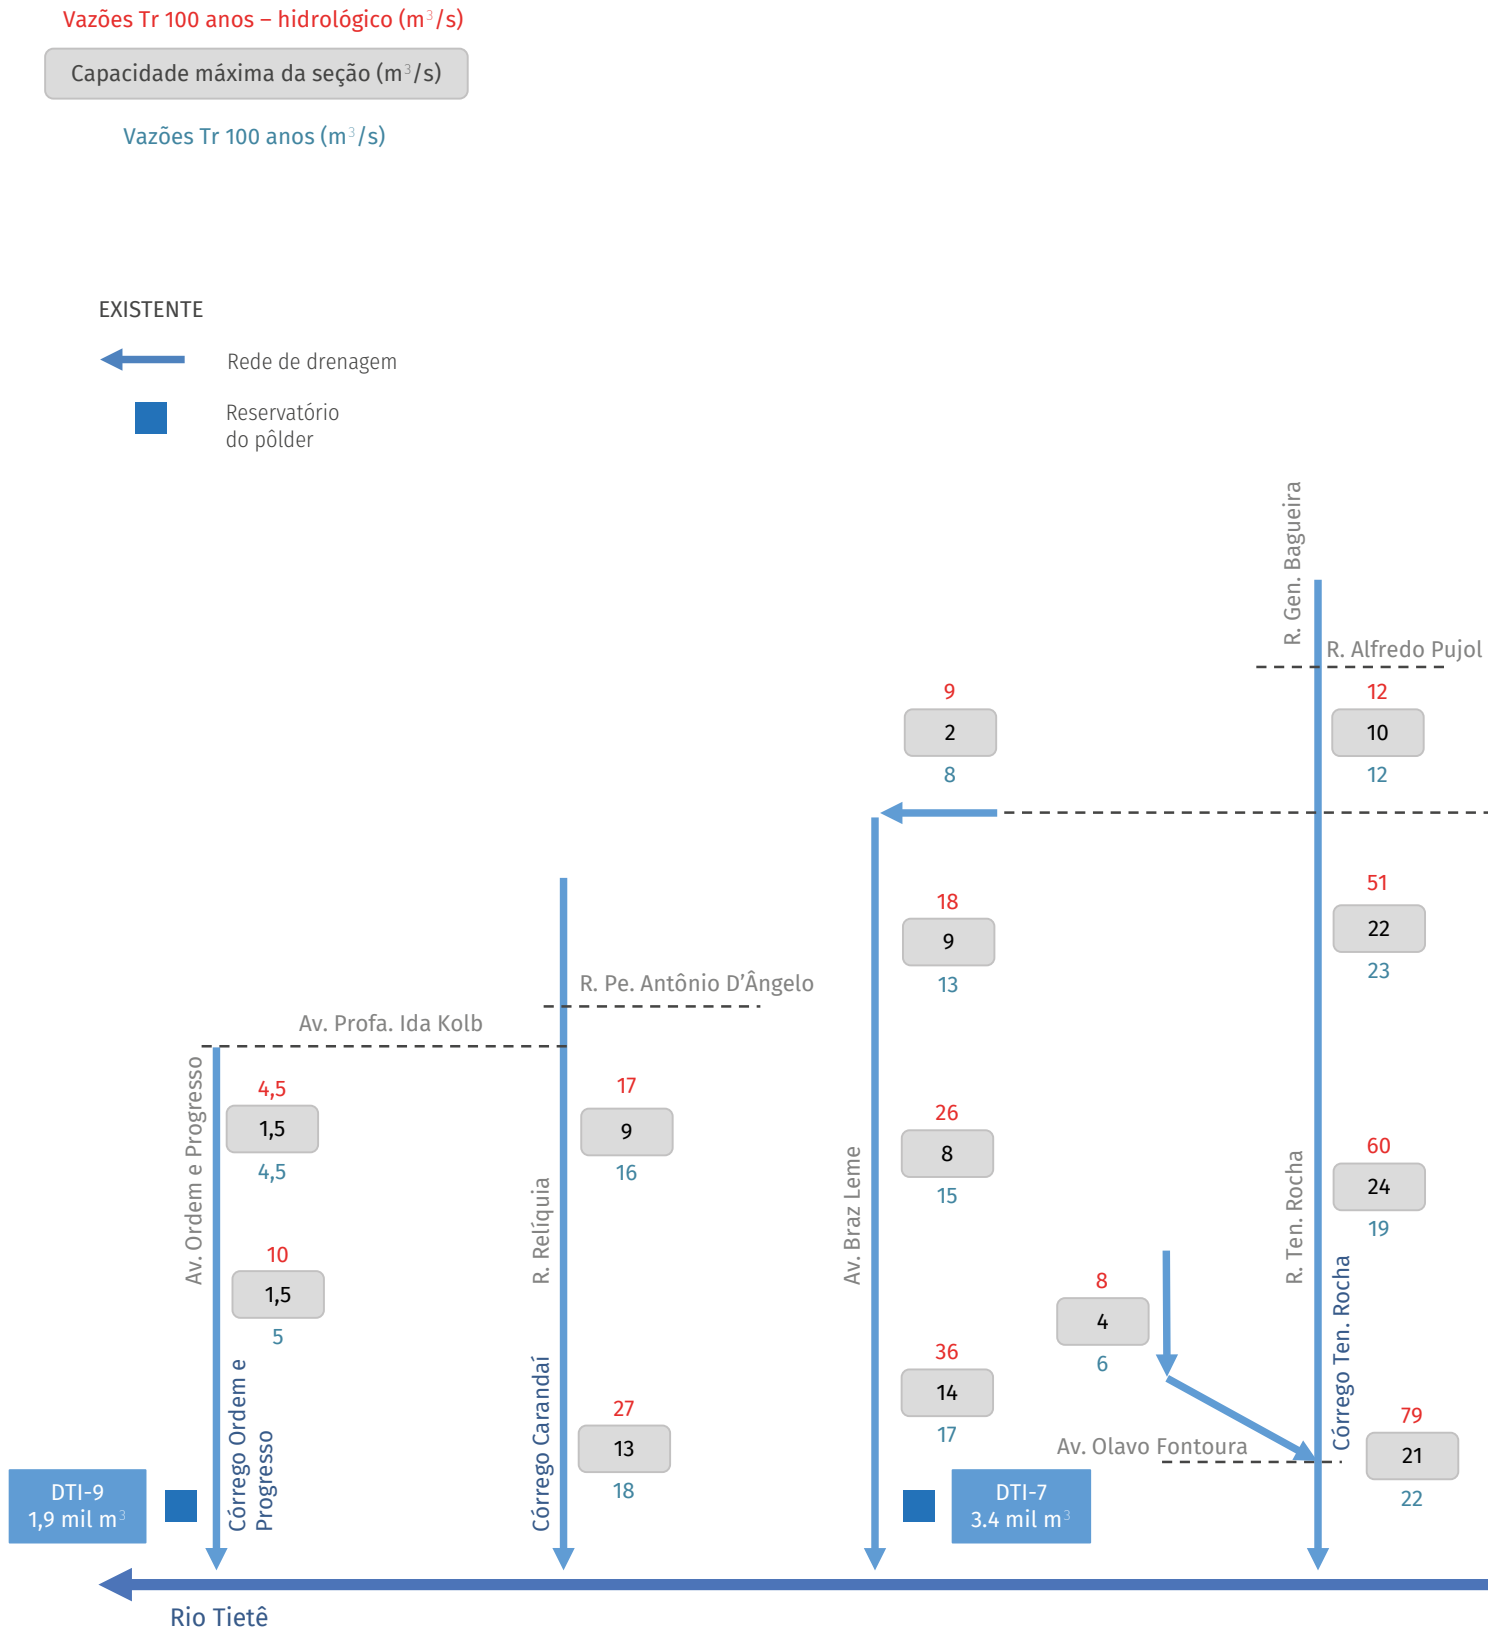 Vazões Tr 100 anos – hidrológico (m³/s)
Capacidade máxima da seção (m³/s)
Vazões Tr 100 anos (m³/s)
EXISTENTE
Rede de drenagem
Reservatório
do pôlder
R. Gen. Bagueira
R. Alfredo Pujol
9
2
8
12
10
12
18
9
13
51
22
23
R. Pe. Antônio D’Ângelo
Av. Profa. Ida Kolb
Av. Ordem e Progresso
4,5
1,5
4,5
R. Relíquia
17
9
16
Av. Braz Leme
26
8
15
R. Ten. Rocha
60
24
19
10
1,5
5
8
4
6
36
14
17
Córrego Ten. Rocha
Córrego Ordem e
Progresso
Córrego Carandaí
27
13
18
Av. Olavo Fontoura
79
21
22
DTI-9
1,9 mil m³
DTI-7
3.4 mil m³
Rio Tietê